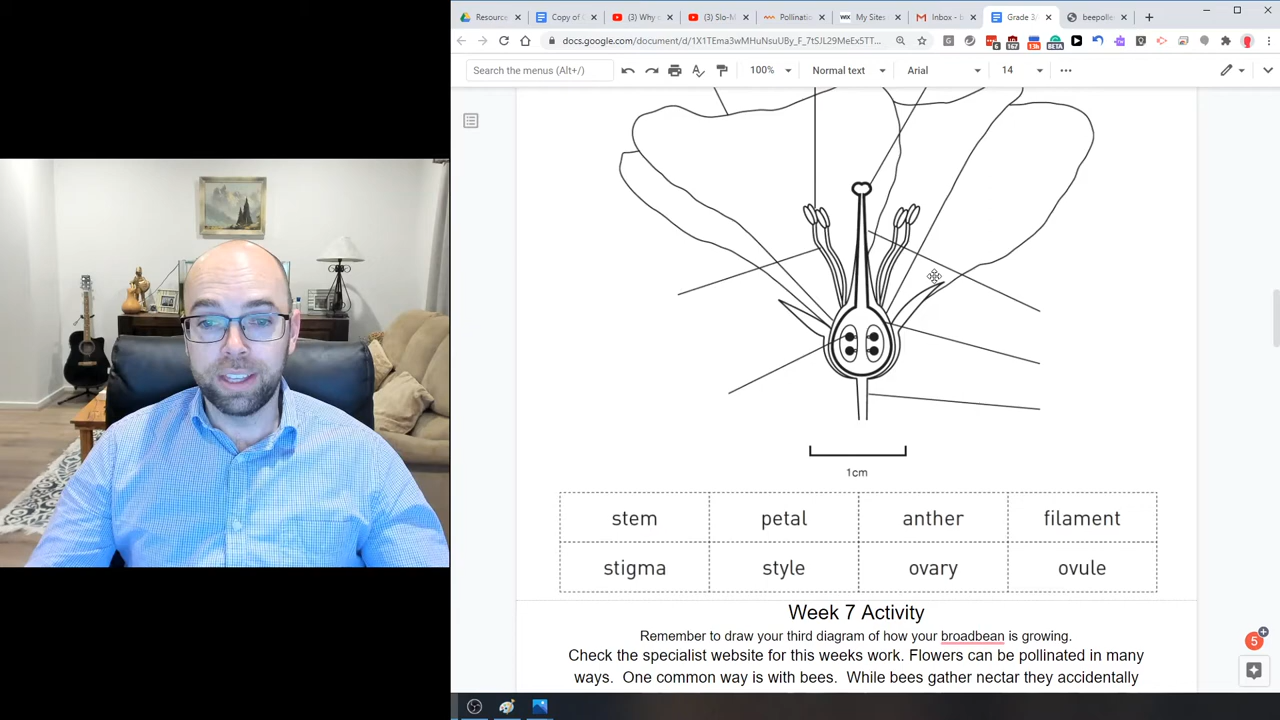 Resource
Copy of C
(3) Why
(3) Slo-M
Pollinatio
My Sites
Inbox - b
Grade 3/
beepolle
docs.google.com/document/d/1X1TEma3wMHuNsuUBy_F_7tSJL29MeEx5TT...
Search the menus (Alt+/)
100%
Normal text
Arial
14
1cm
stem petal anther filament
stigma style ovary ovule
Week 7 Activity
Remember to draw your third diagram of how your broadbean is growing.
Check the specialist website for this weeks work. Flowers can be pollinated in many
ways. One common way is with bees. While bees gather nectar they accidentally
5